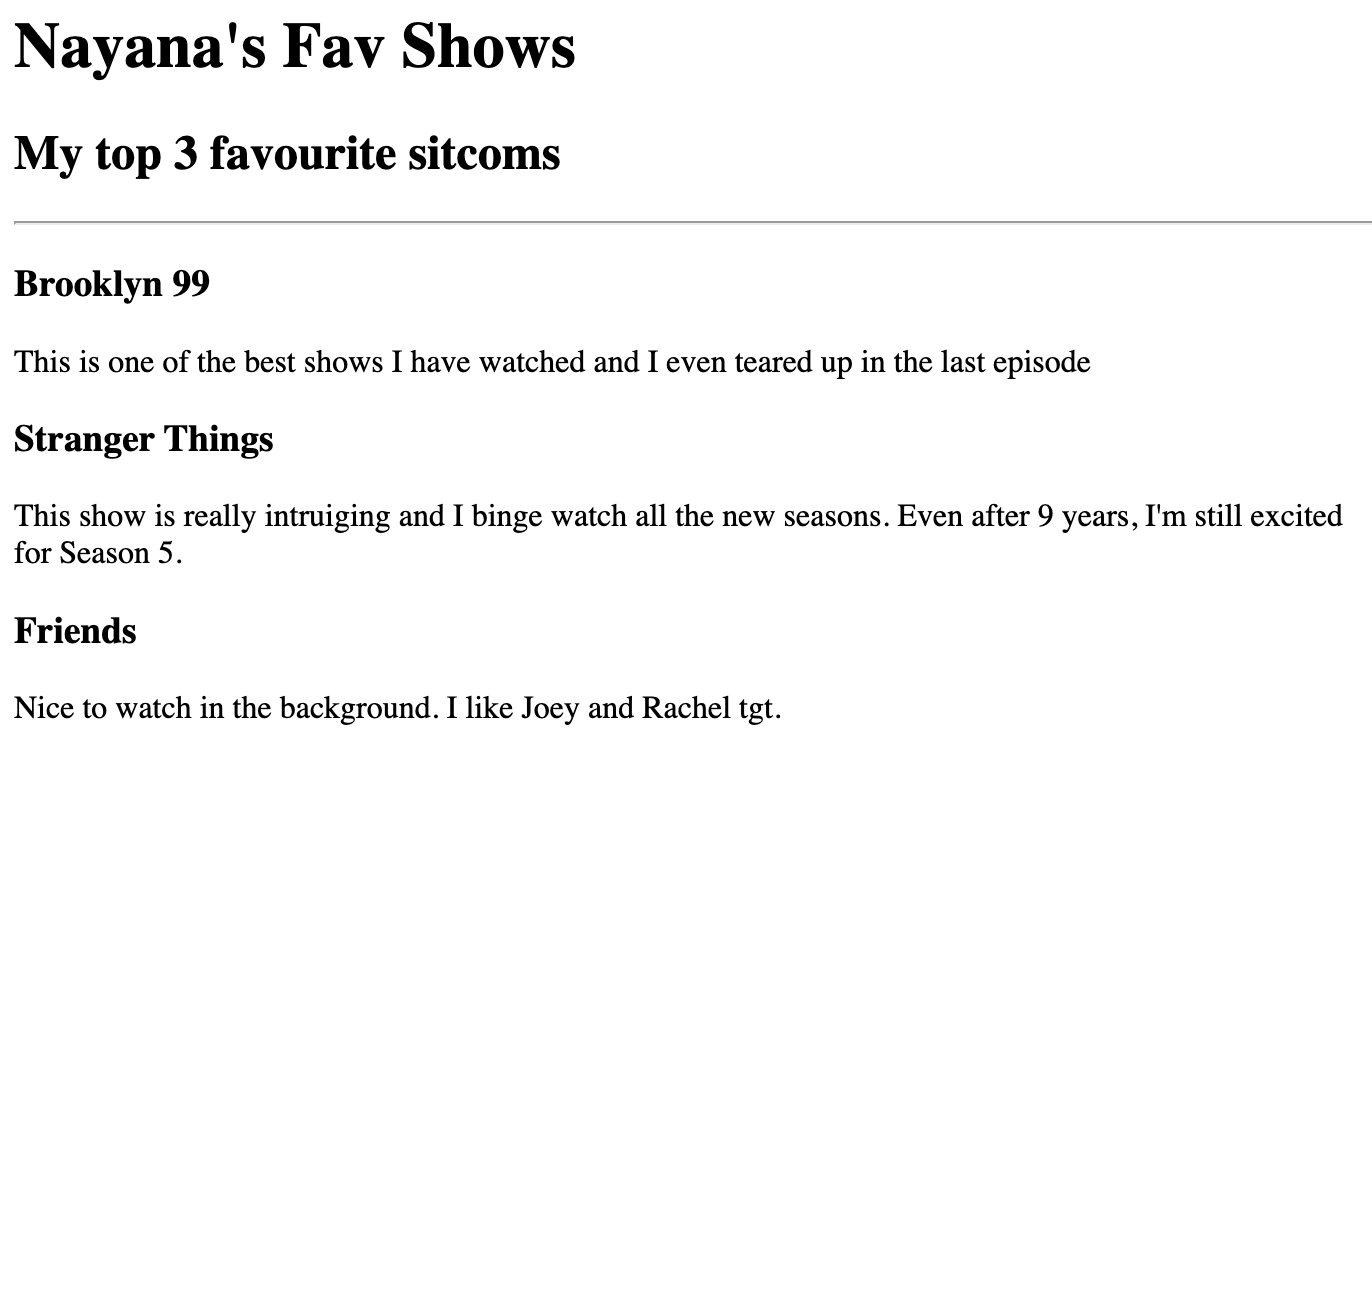 Nayana's Fav Shows
My top 3 favourite sitcoms
Brooklyn 99
This is one of the best shows I have watched and I even teared up in the last episode
Stranger Things
This show is really intruiging and I binge watch all the new seasons. Even after 9 years, I'm still excited
for Season 5.
Friends
Nice to watch in the background. I like Joey and Rachel tgt.